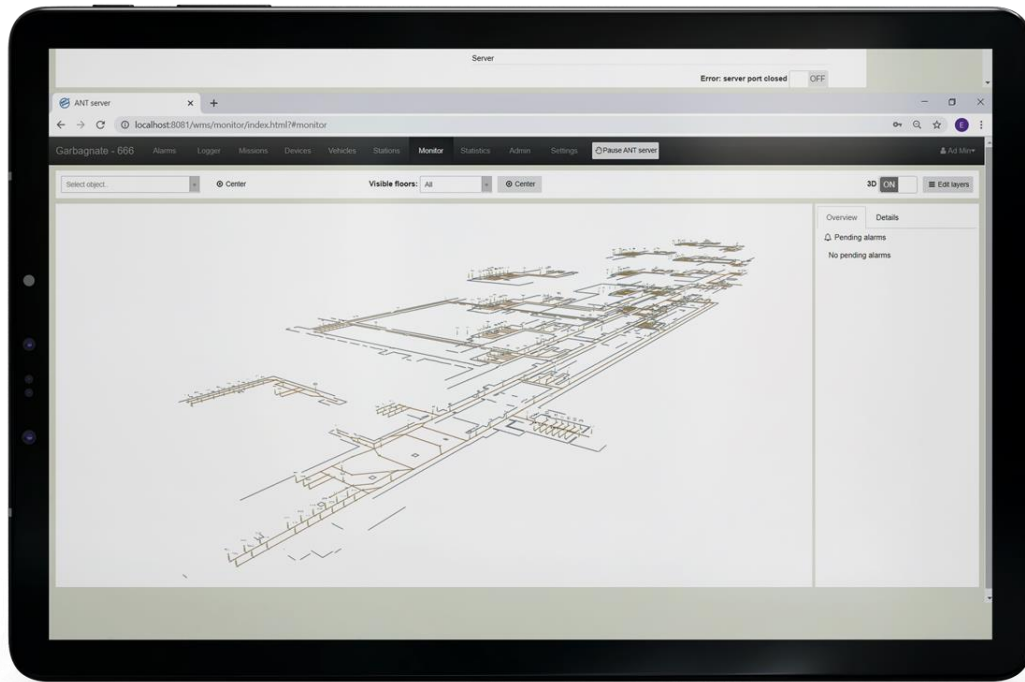 Server
Error: server port closed OFF
ANT server
localhost:8081/wms/monitor/index.html?#monitor
E
Garbagnate - 666 Alarms Logger Missions Devices Vehicles Stations Monitor Statistics Admin Settings Pause ANT server Ad Min
Select object.. Center Visible floors: All Center 3D ON Edit layers
Overview Details
Pending alarms
No pending alarms